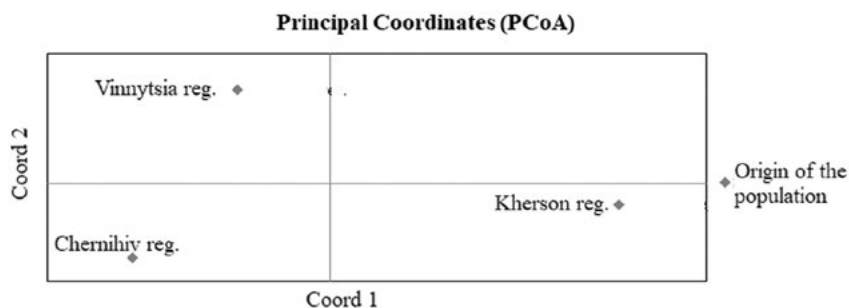 Principal Coordinates (PCoA)
Vinnytsia reg.
Coord 2
Origin of the
population
Kherson reg.
Chernihiv reg.
Coord 1